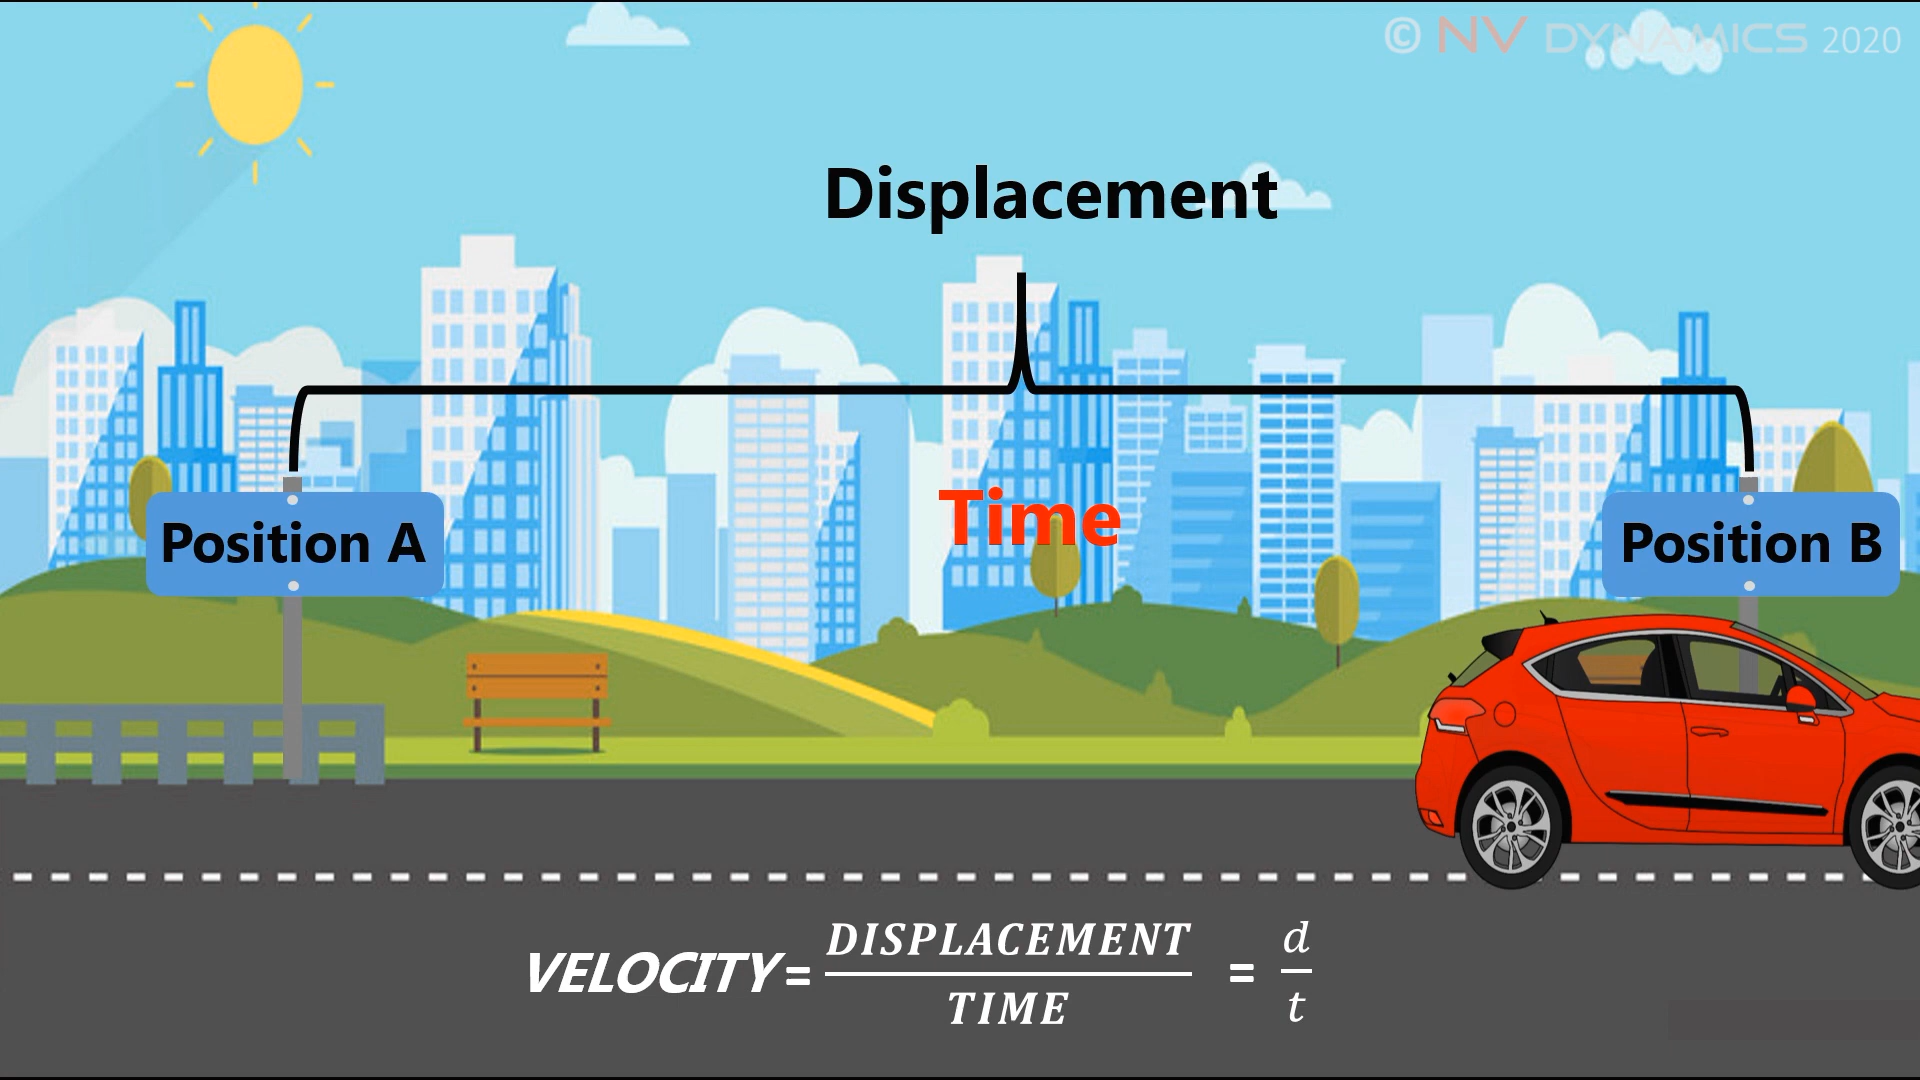 © NV DYNAMICS 2020
Displacement
Time
Position A
Position B
VELOCITY = DISPLACEMENT / TIME = d / t